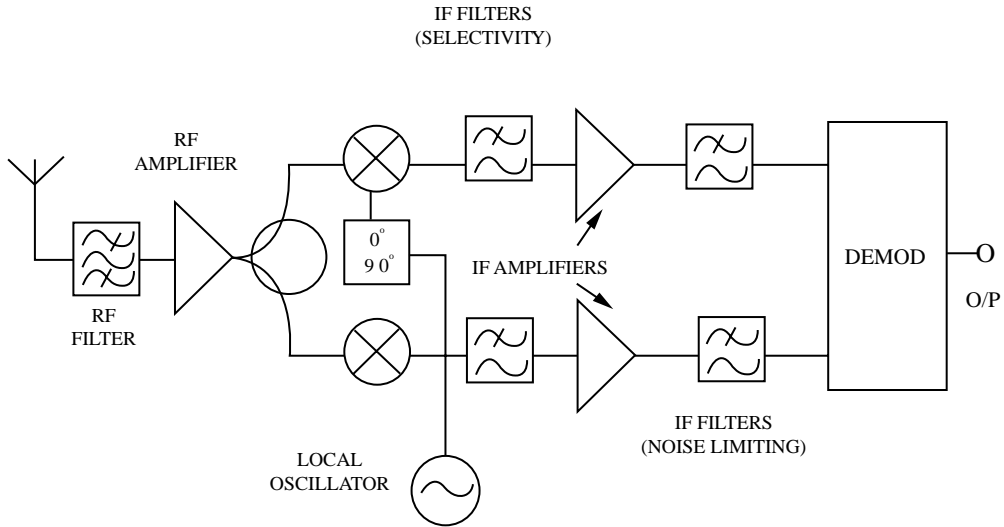 IF FILTERS
(SELECTIVITY)
RF
AMPLIFIER
0°
90°
IF AMPLIFIERS
DEMOD
O/P
RF
FILTER
IF FILTERS
(NOISE LIMITING)
LOCAL
OSCILLATOR